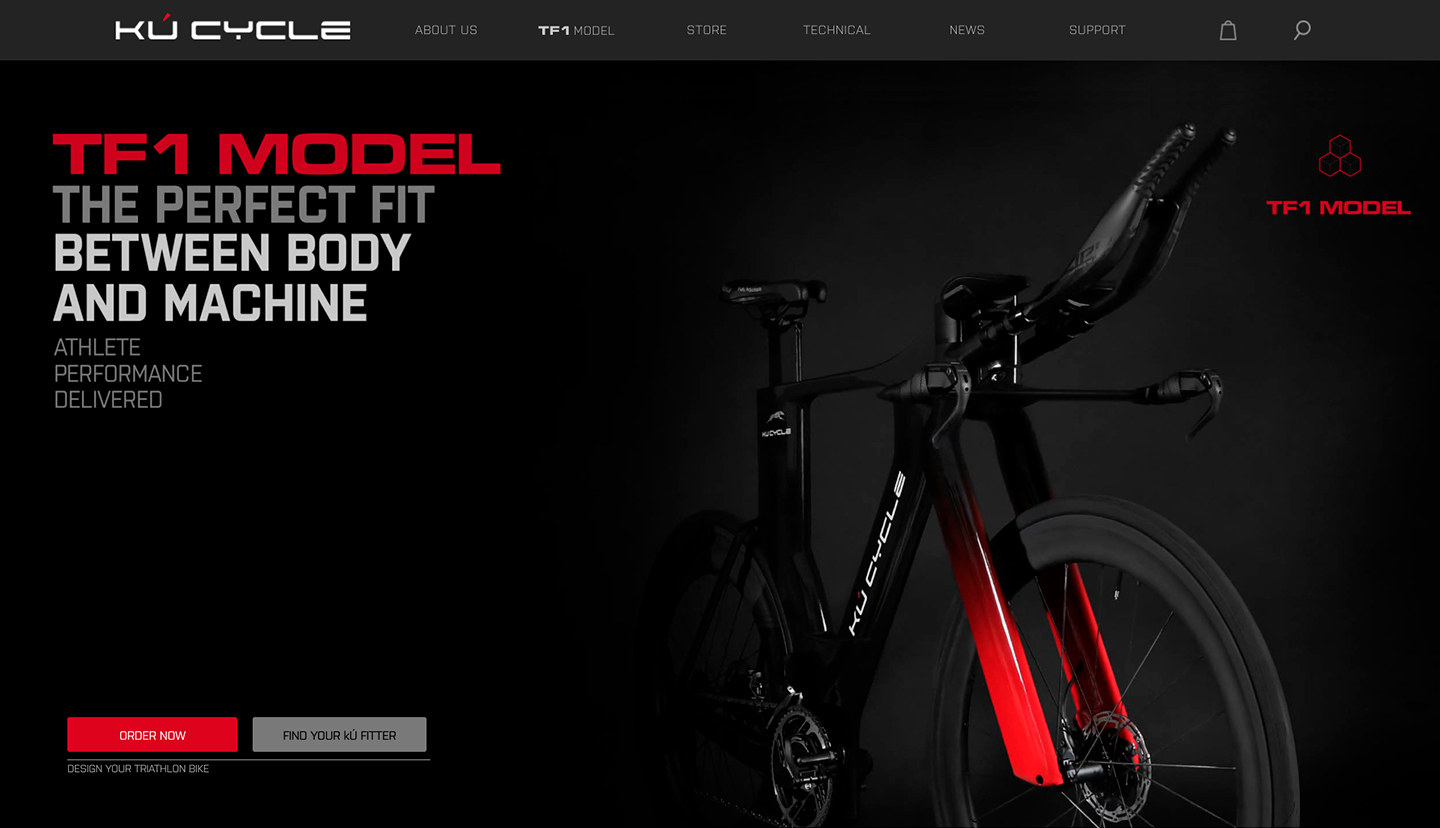 KÚ CYCLE
ABOUT US
TF1 MODEL
STORE
TECHNICAL
NEWS
SUPPORT
TF1 MODEL
THE PERFECT FIT
BETWEEN BODY
AND MACHINE
ATHLETE
PERFORMANCE
DELIVERED
TF1 MODEL
KÚ CYCLE
KÚ CYCLE
ORDER NOW
FIND YOUR kÚ FITTER
DESIGN YOUR TRIATHLON BIKE